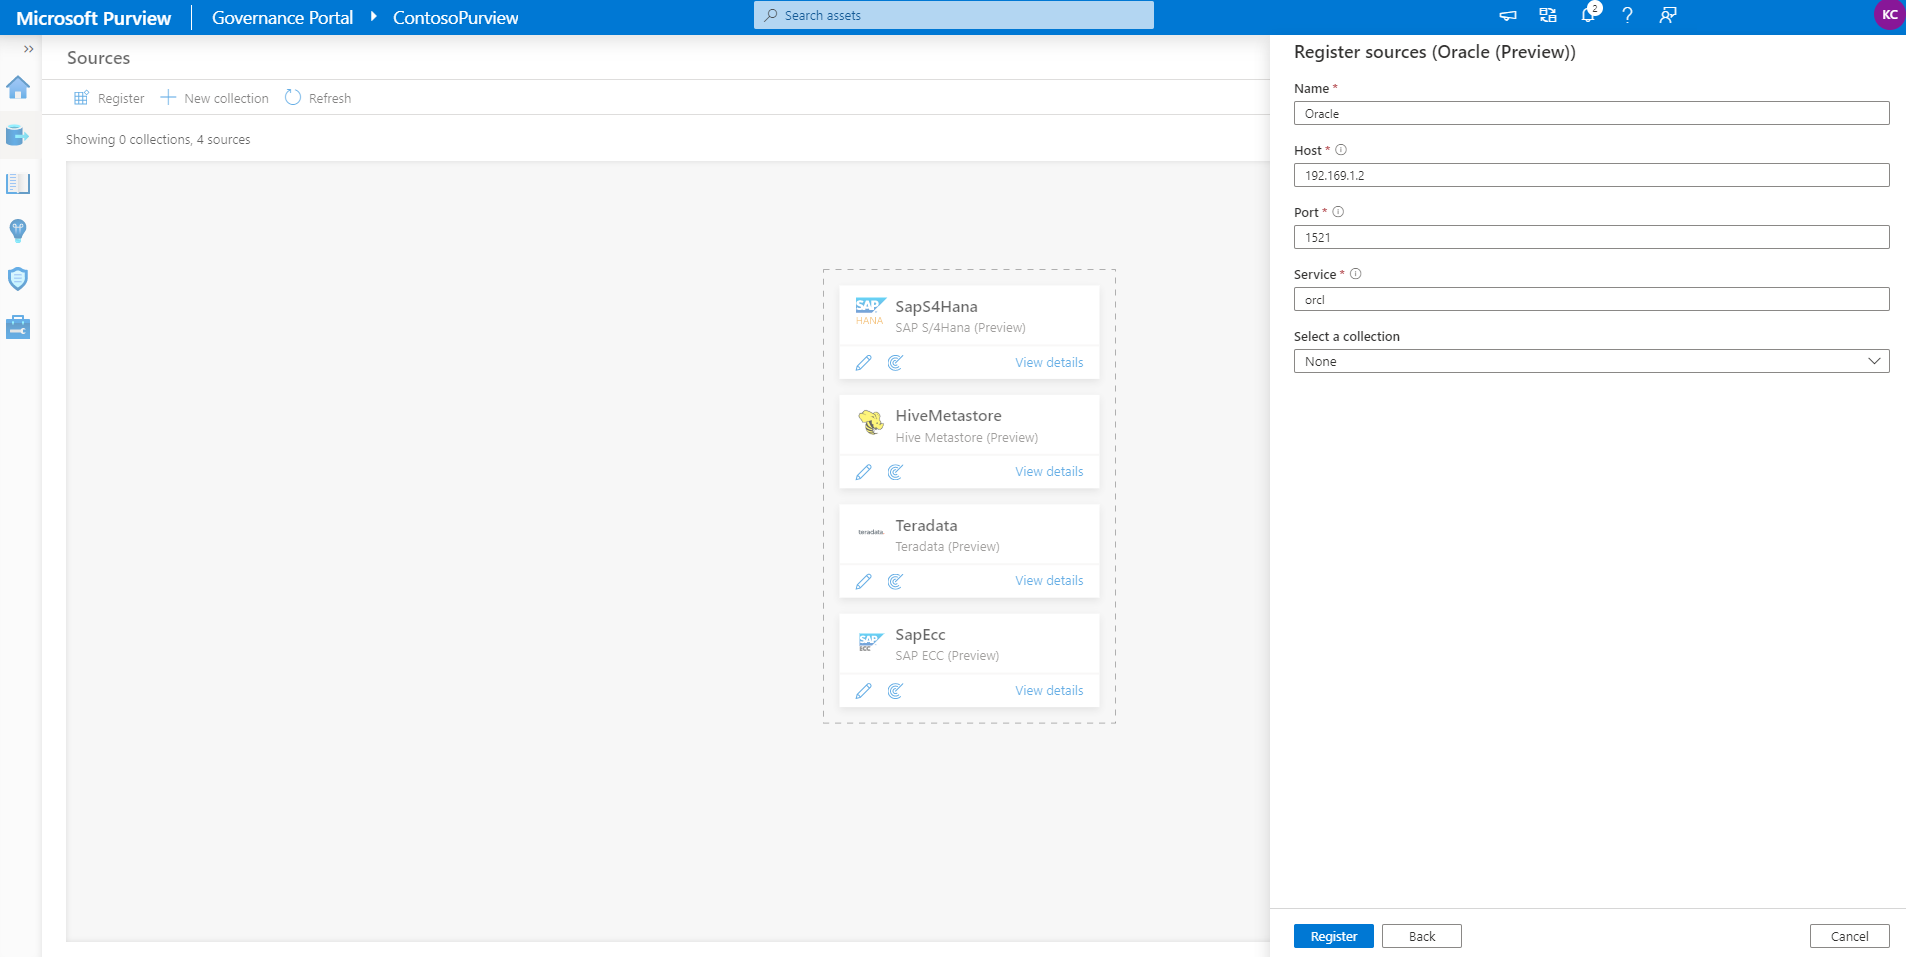 Microsoft Purview
Governance Portal
ContosoPurview
Search assets
2
KC
Sources
Register
New collection
Refresh
Showing 0 collections, 4 sources
SAP
HANA
SapS4Hana
SAP S/4Hana (Preview)
View details
HiveMetastore
Hive Metastore (Preview)
View details
teradata.
Teradata
Teradata (Preview)
View details
SAP
ECC
SapEcc
SAP ECC (Preview)
View details
Register sources (Oracle (Preview))
Name *
Oracle
Host *
192.169.1.2
Port *
1521
Service *
orcl
Select a collection
None
Register
Back
Cancel